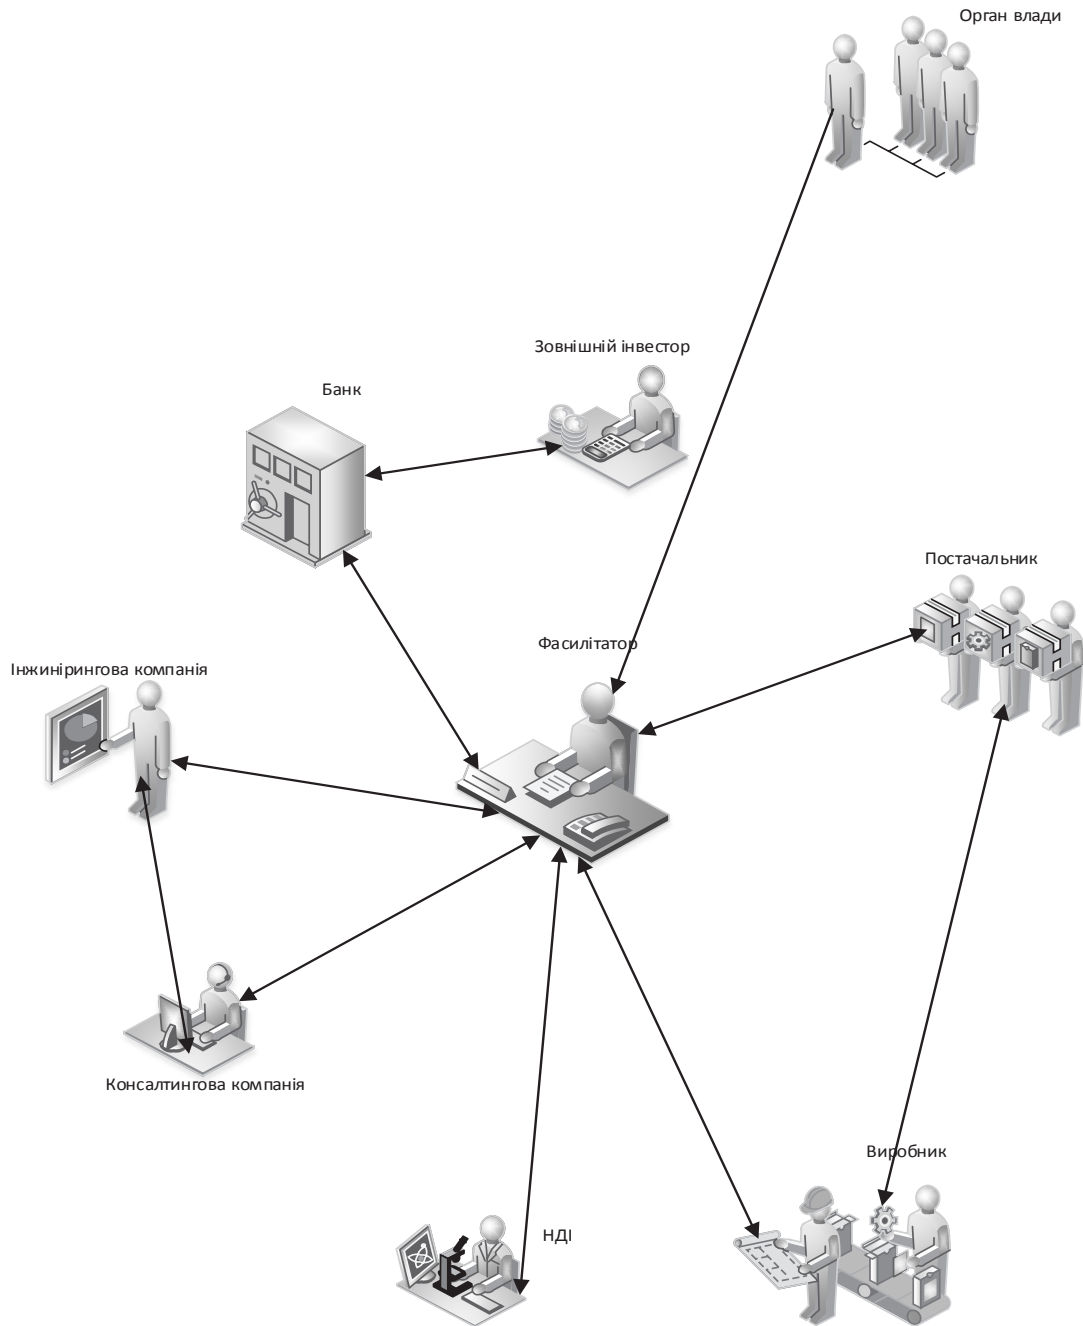 Орган влади
Зовнішній інвестор
Банк
Постачальник
Фасилітатор
Інжинірингова компанія
Консалтингова компанія
Виробник
НДІ